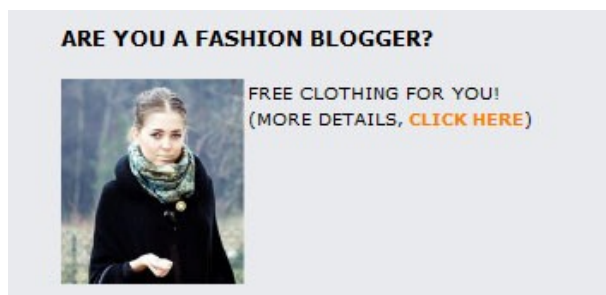 ARE YOU A FASHION BLOGGER?
FREE CLOTHING FOR YOU!
(MORE DETAILS, CLICK HERE)